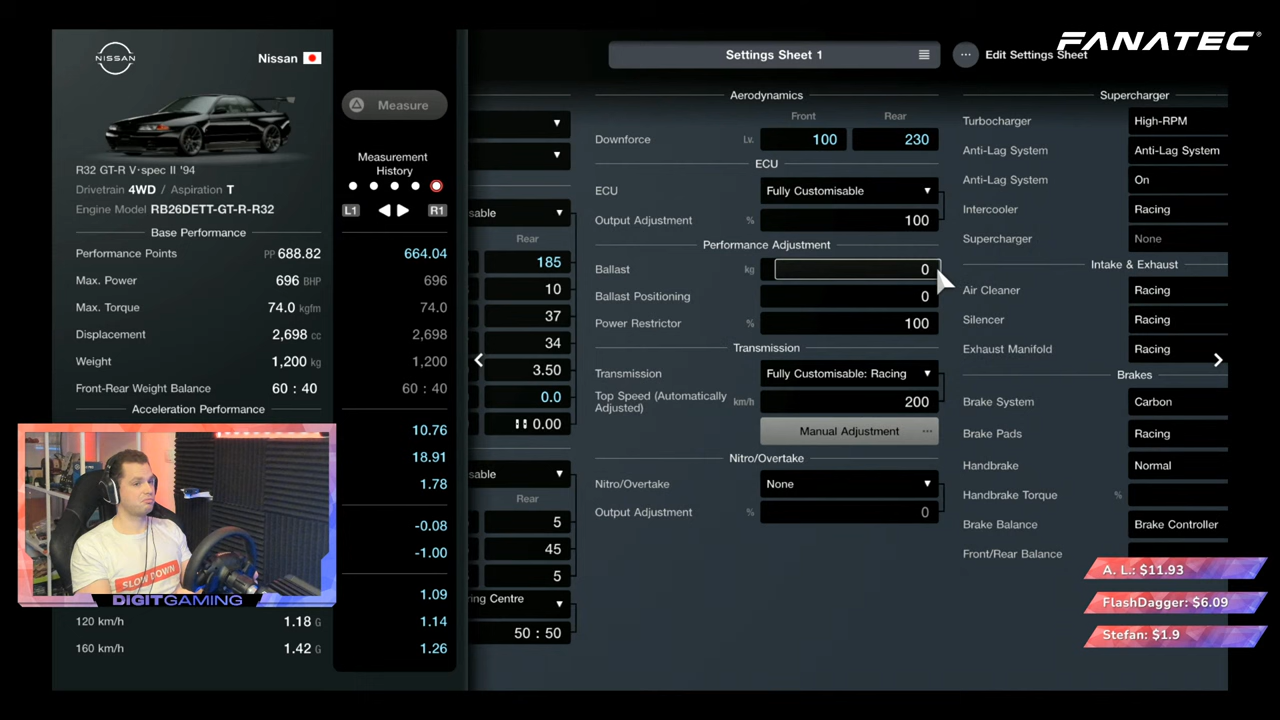 FANATEC
Settings Sheet 1
Edit Settings Sheet
NISSAN
Nissan
R32 GT-R V·spec II '94
Drivetrain 4WD / Aspiration T
Engine Model RB26DETT-GT-R-R32
Base Performance
Performance Points PP 688.82
Max. Power 696 BHP
Max. Torque 74.0 kgfm
Displacement 2,698 cc
Weight 1,200 kg
Front-Rear Weight Balance 60 : 40
Acceleration Performance
120 km/h 1.18 G
160 km/h 1.42 G
Measure
Measurement
History
L1 R1
664.04
696
74.0
2,698
1,200
60 : 40
10.76
18.91
1.78
-0.08
-1.00
1.09
1.14
1.26
sable
Rear
185
10
37
34
3.50
0.0
0.00
sable
Rear
5
45
5
ring Centre
50 : 50
Aerodynamics
Front Rear
Downforce Lv. 100 230
ECU
ECU Fully Customisable
Output Adjustment % 100
Performance Adjustment
Ballast kg 0
Ballast Positioning 0
Power Restrictor % 100
Transmission
Transmission Fully Customisable: Racing
Top Speed (Automatically
Adjusted) km/h 200
Manual Adjustment
Nitro/Overtake
Nitro/Overtake None
Output Adjustment % 0
Supercharger
Turbocharger High-RPM
Anti-Lag System Anti-Lag System
Anti-Lag System On
Intercooler Racing
Supercharger None
Intake & Exhaust
Air Cleaner Racing
Silencer Racing
Exhaust Manifold Racing
Brakes
Brake System Carbon
Brake Pads Racing
Handbrake Normal
Handbrake Torque %
Brake Balance Brake Controller
Front/Rear Balance
SLOW DOWN
DIGITGAMING
A. L.: $11.93
FlashDagger: $6.09
Stefan: $1.9